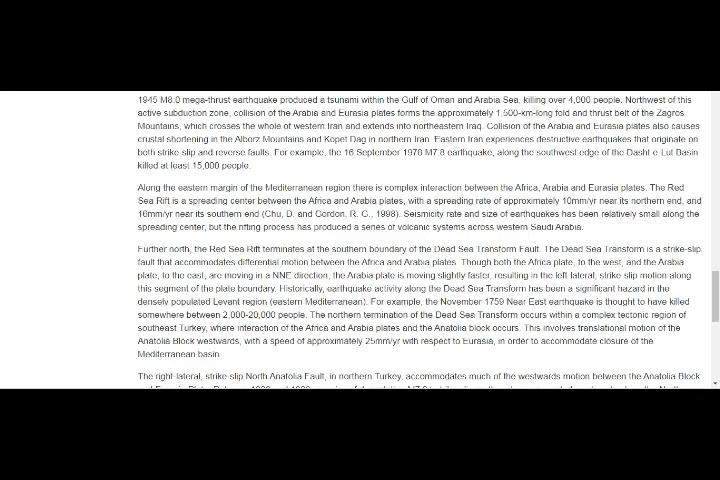 1945 M8.0 mega-thrust earthquake produced a tsunami within the Gulf of Oman and Arabia Sea, killing over 4,000 people. Northwest of this
active subduction zone, collision of the Arabia and Eurasia plates forms the approximately 1,500-km-long fold and thrust belt of the Zagros
Mountains, which crosses the whole of western Iran and extends into northeastern Iraq. Collision of the Arabia and Eurasia plates also causes
crustal shortening in the Alborz Mountains and Kopet Dag in northern Iran. Eastern Iran experiences destructive earthquakes that originate on
both strike-slip and reverse faults. For example, the 16 September 1978 M7.8 earthquake, along the southwest edge of the Dasht-e-Lut Basin
killed at least 15,000 people.
Along the eastern margin of the Mediterranean region there is complex interaction between the Africa, Arabia and Eurasia plates. The Red
Sea Rift is a spreading center between the Africa and Arabia plates, with a spreading rate of approximately 10mm/yr near its northern end, and
16mm/yr near its southern end (Chu, D. and Gordon, R. G., 1998). Seismicity rate and size of earthquakes has been relatively small along the
spreading center, but the rifting process has produced a series of volcanic systems across western Saudi Arabia.
Further north, the Red Sea Rift terminates at the southern boundary of the Dead Sea Transform Fault. The Dead Sea Transform is a strike-slip
fault that accommodates differential motion between the Africa and Arabia plates. Though both the Africa plate, to the west, and the Arabia
plate, to the east, are moving in a NNE direction, the Arabia plate is moving slightly faster, resulting in the left-lateral, strike-slip motion along
this segment of the plate boundary. Historically, earthquake activity along the Dead Sea Transform has been a significant hazard in the
densely populated Levant region (eastern Mediterranean). For example, the November 1759 Near East earthquake is thought to have killed
somewhere between 2,000-20,000 people. The northern termination of the Dead Sea Transform occurs within a complex tectonic region of
southeast Turkey, where interaction of the Africa and Arabia plates and the Anatolia block occurs. This involves translational motion of the
Anatolia Block westwards, with a speed of approximately 25mm/yr with respect to Eurasia, in order to accommodate closure of the
Mediterranean basin
The right-lateral, strike-slip North Anatolia Fault, in northern Turkey, accommodates much of the westwards motion between the Anatolia Block